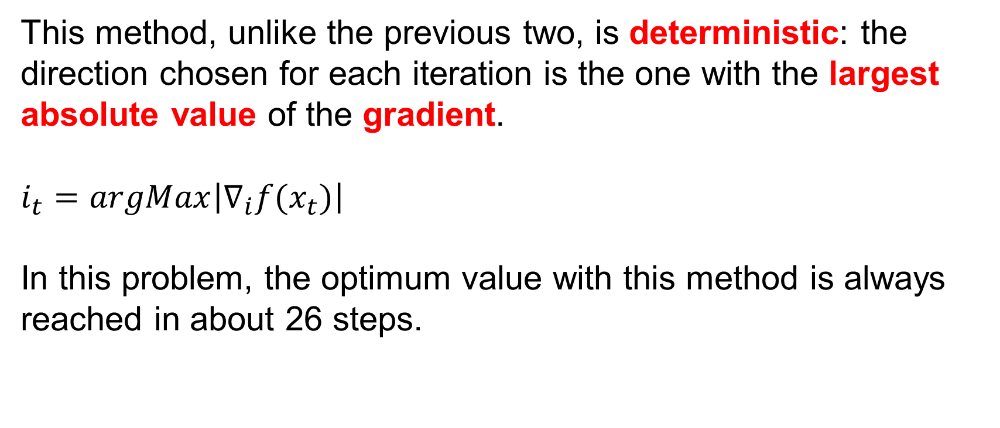 This method, unlike the previous two, is deterministic: the
direction chosen for each iteration is the one with the largest
absolute value of the gradient.
i_t = argMax|∇_i f(x_t)|
In this problem, the optimum value with this method is always
reached in about 26 steps.